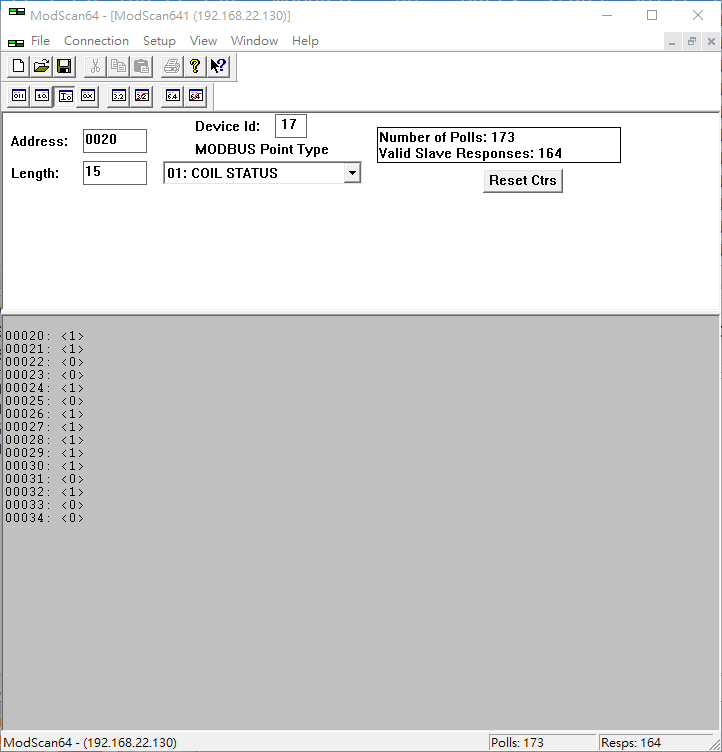 ModScan64 - [ModScan641 (192.168.22.130)]
File Connection Setup View Window Help
Address: 0020
Device Id: 17
MODBUS Point Type
Length: 15
01: COIL STATUS
Number of Polls: 173
Valid Slave Responses: 164
Reset Ctrs
00020: <1>
00021: <1>
00022: <0>
00023: <0>
00024: <1>
00025: <0>
00026: <1>
00027: <1>
00028: <1>
00029: <1>
00030: <1>
00031: <0>
00032: <1>
00033: <0>
00034: <0>
ModScan64 - (192.168.22.130) Polls: 173 Resps: 164